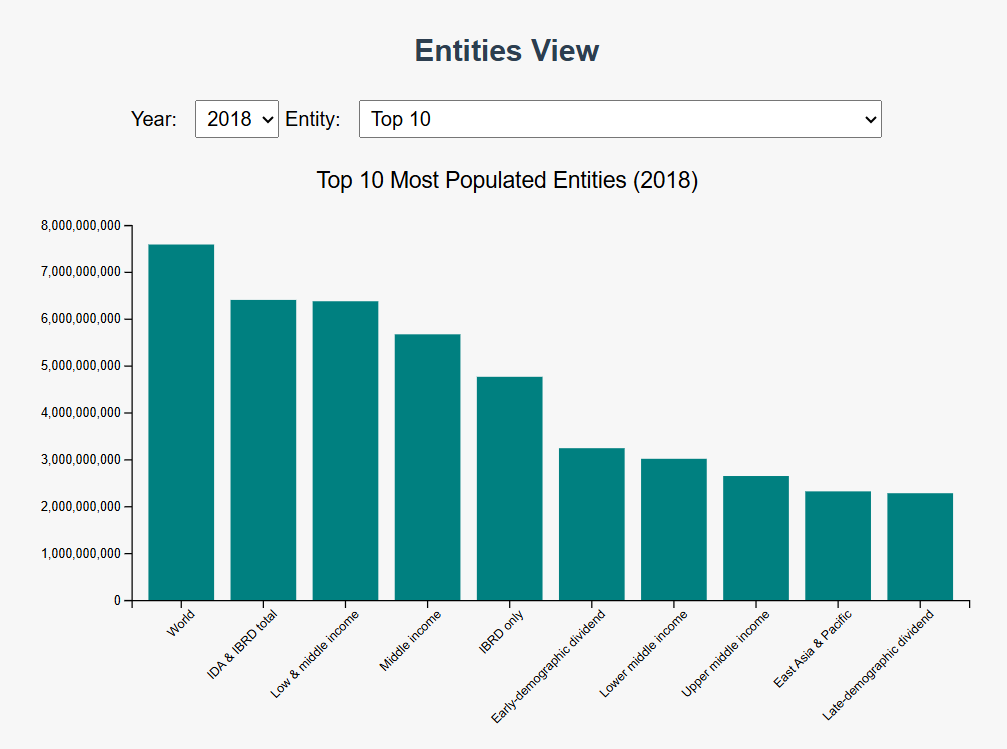 Entities View
Year: 2018 Entity: Top 10
Top 10 Most Populated Entities (2018)
8,000,000,000
7,000,000,000
6,000,000,000
5,000,000,000
4,000,000,000
3,000,000,000
2,000,000,000
1,000,000,000
0
World
IDA & IBRD total
Low & middle income
Middle income
IBRD only
Early-demographic dividend
Lower middle income
Upper middle income
East Asia & Pacific
Late-demographic dividend